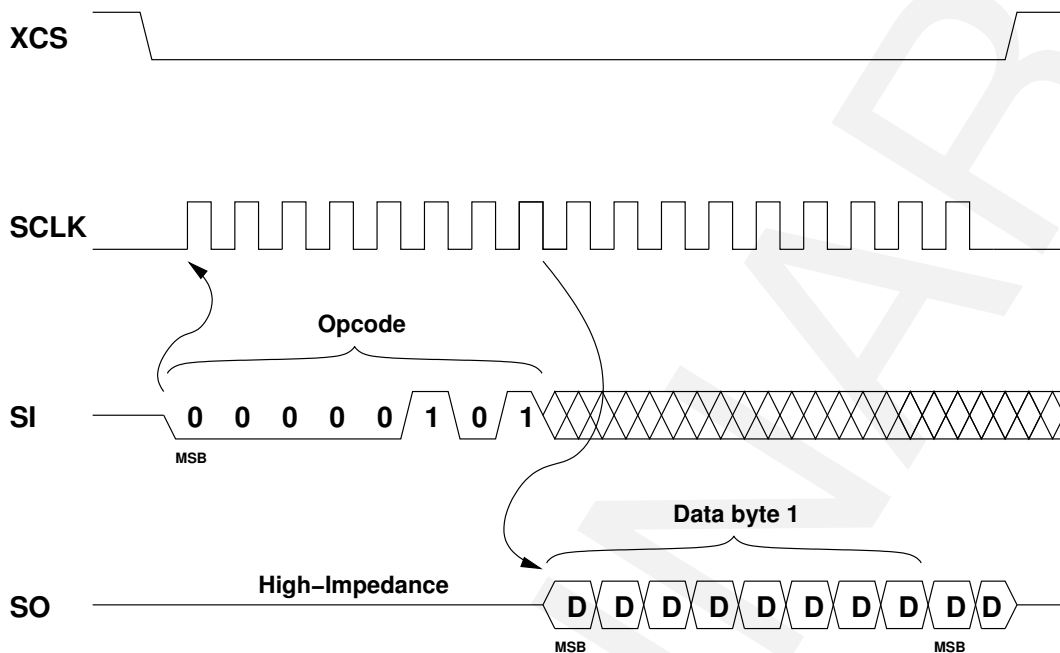 XCS
SCLK
Opcode
SI 0 0 0 0 0 1 0 1
MSB
Data byte 1
High−Impedance
SO D D D D D D D D D D
MSB MSB